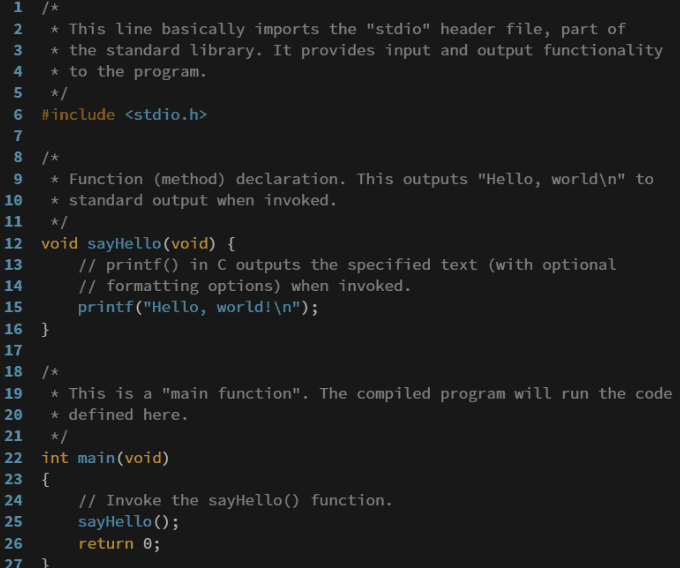 1 /*
2  * This line basically imports the "stdio" header file, part of
3  * the standard library. It provides input and output functionality
4  * to the program.
5  */
6 #include <stdio.h>
7
8 /*
9  * Function (method) declaration. This outputs "Hello, world\n" to
10  * standard output when invoked.
11  */
12 void sayHello(void) {
13     // printf() in C outputs the specified text (with optional
14     // formatting options) when invoked.
15     printf("Hello, world!\n");
16 }
17
18 /*
19  * This is a "main function". The compiled program will run the code
20  * defined here.
21  */
22 int main(void)
23 {
24     // Invoke the sayHello() function.
25     sayHello();
26     return 0;
27 }